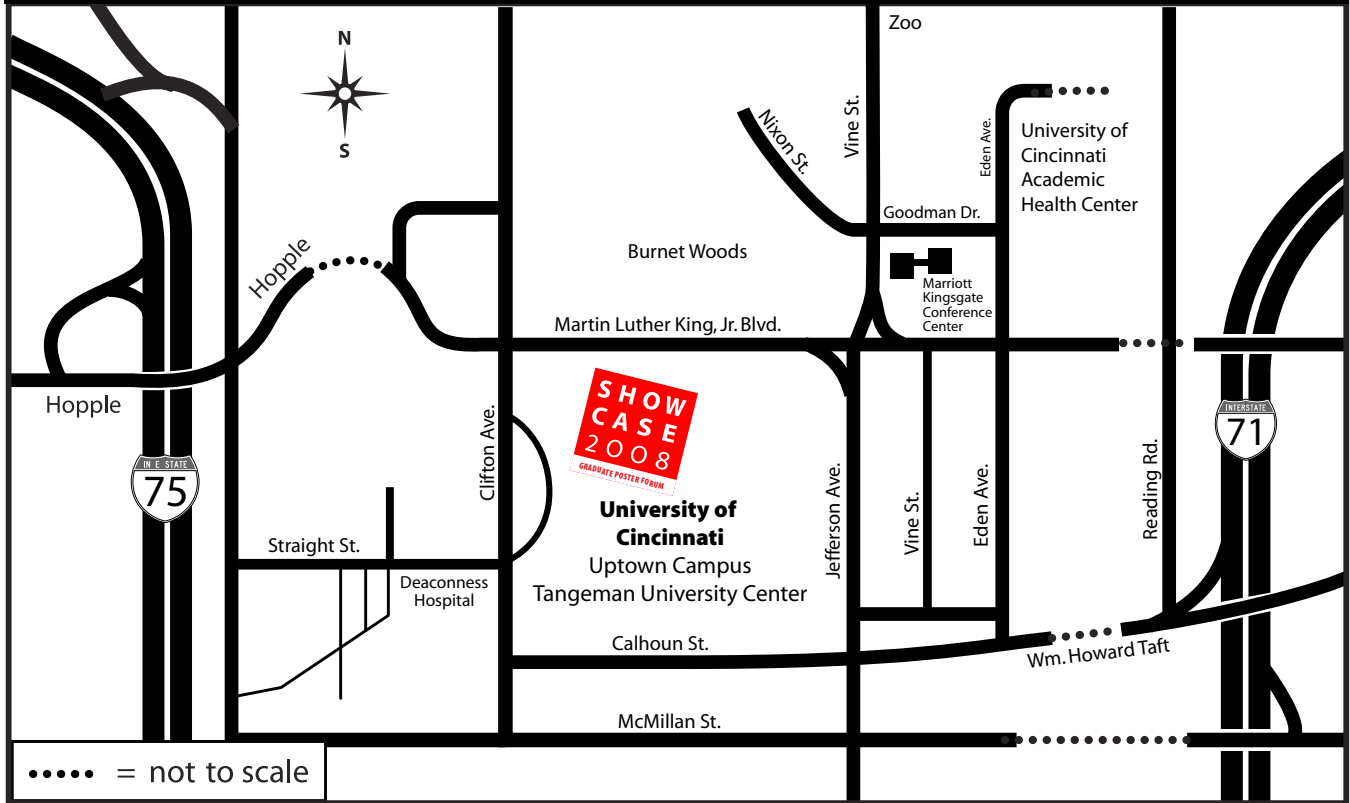 Zoo
N
S
Nixon St.
Vine St.
Eden Ave.
University of
Cincinnati
Academic
Health Center
Goodman Dr.
Burnet Woods
Hopple
Marriott
Kingsgate
Conference
Center
Martin Luther King, Jr. Blvd.
Hopple
SHOW
CASE
2008
GRADUATE POSTER FORUM
Clifton Ave.
INTERSTATE
71
IN E STATE
75
University of
Cincinnati
Uptown Campus
Tangeman University Center
Jefferson Ave.
Vine St.
Eden Ave.
Reading Rd.
Straight St.
Deaconness
Hospital
Calhoun St.
Wm. Howard Taft
McMillan St.
= not to scale